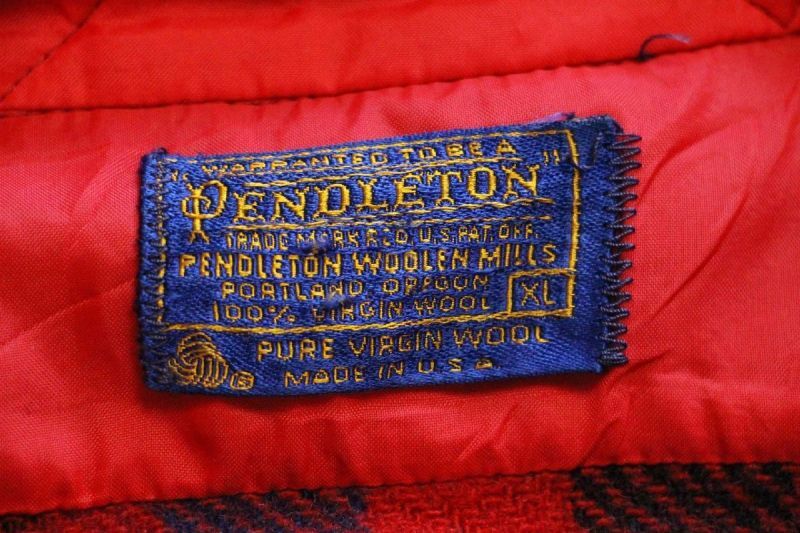 "WARRANTED TO BE A"
PENDLETON
TRADE MARK REG. U.S. PAT. OFF.
PENDLETON WOOLEN MILLS
PORTLAND, OREGON
100% VIRGIN WOOL
XL
PURE VIRGIN WOOL
MADE IN U.S.A.